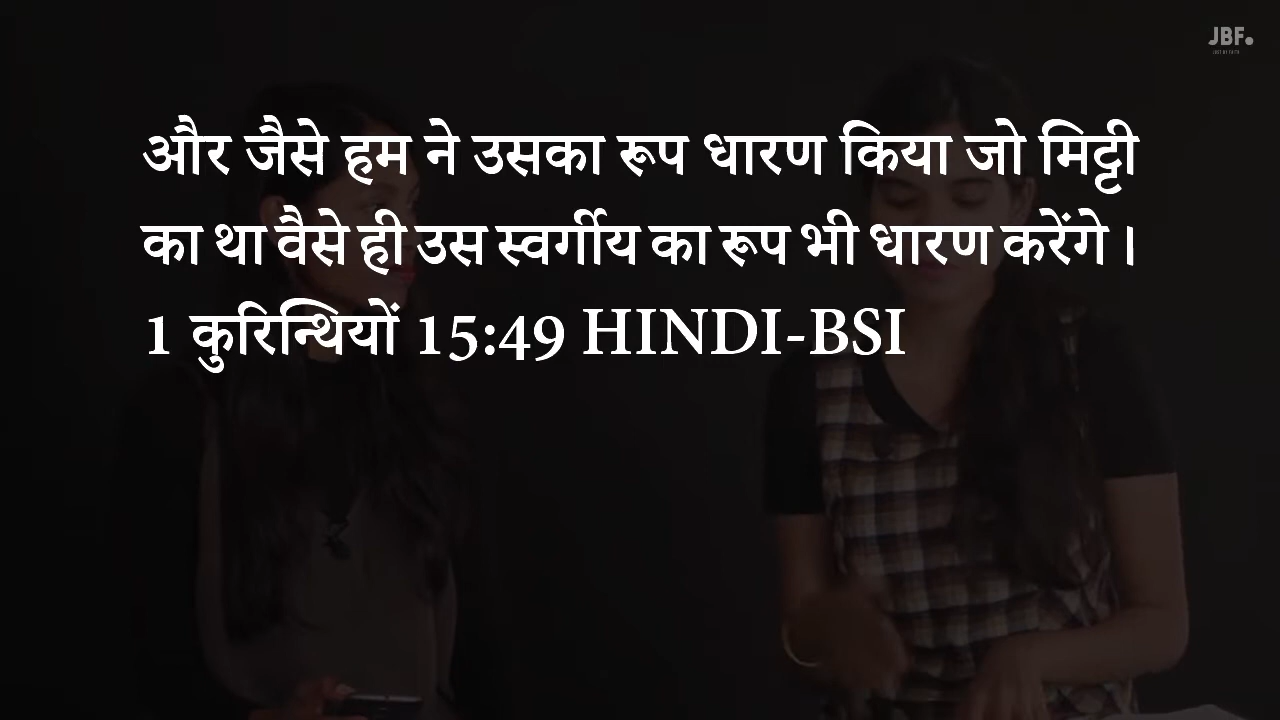 JBF.
और जैसे हम ने उसका रूप धारण किया जो मिट्टी
का था वैसे ही उस स्वर्गीय का रूप भी धारण करेंगे।
1 कुरिन्थियों 15:49 HINDI-BSI